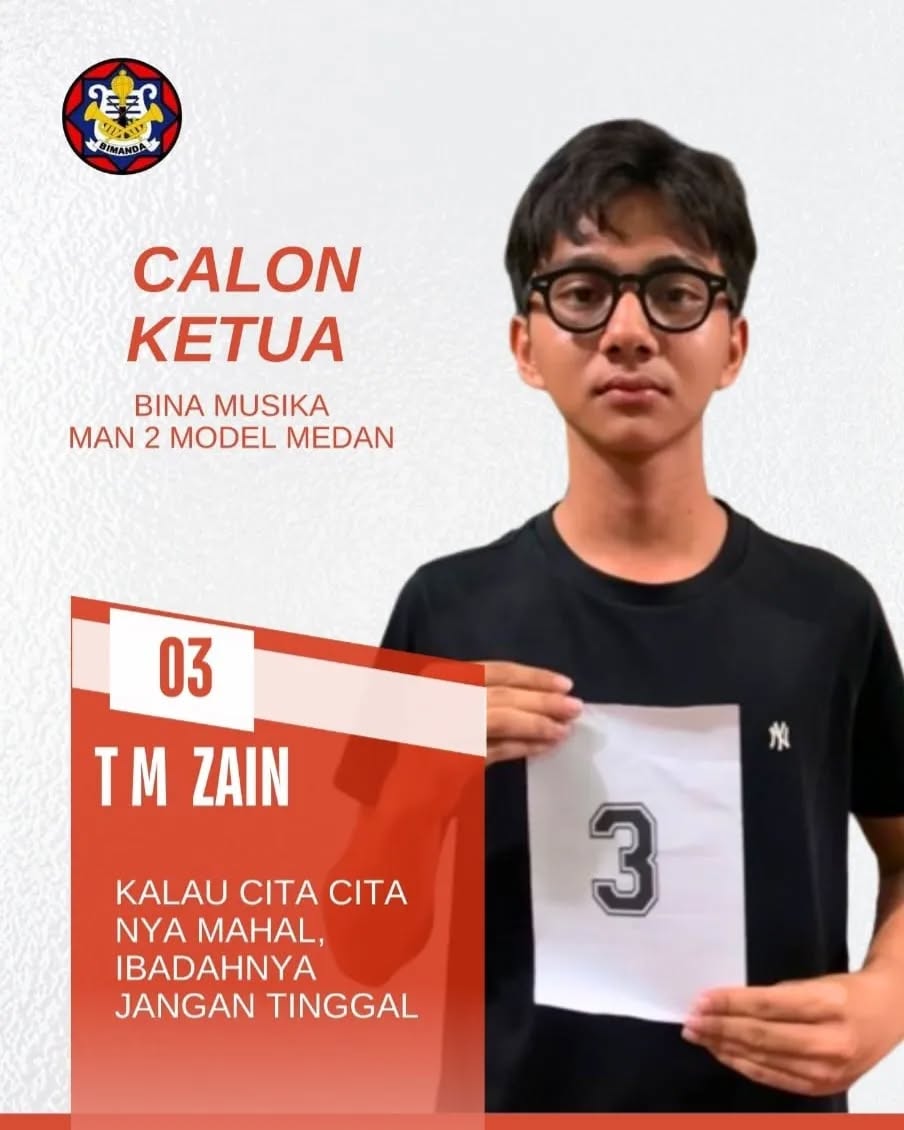 BIMANDA
CALON
KETUA
BINA MUSIKA
MAN 2 MODEL MEDAN
03
T M ZAIN
KALAU CITA CITA
NYA MAHAL,
IBADAHNYA
JANGAN TINGGAL
NY
3